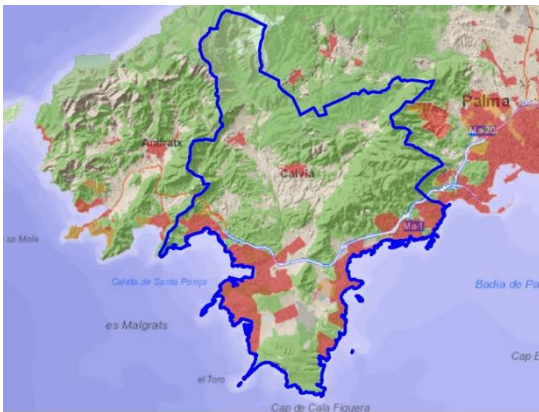 Palma
Ma-20
Andratx
Calvià
Ma-1
sa Mola
Caleta de Santa Ponça
Badia de Pa
es Malgrats
Cap E
el Toro
Cap de Cala Figuera